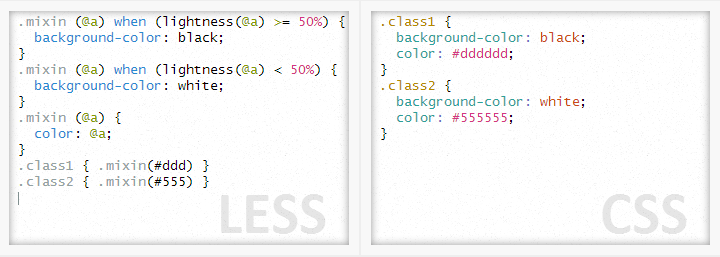 .mixin (@a) when (lightness(@a) >= 50%) {
  background-color: black;
}
.mixin (@a) when (lightness(@a) < 50%) {
  background-color: white;
}
.mixin (@a) {
  color: @a;
}
.class1 { .mixin(#ddd) }
.class2 { .mixin(#555) }
LESS
.class1 {
  background-color: black;
  color: #dddddd;
}
.class2 {
  background-color: white;
  color: #555555;
}
CSS